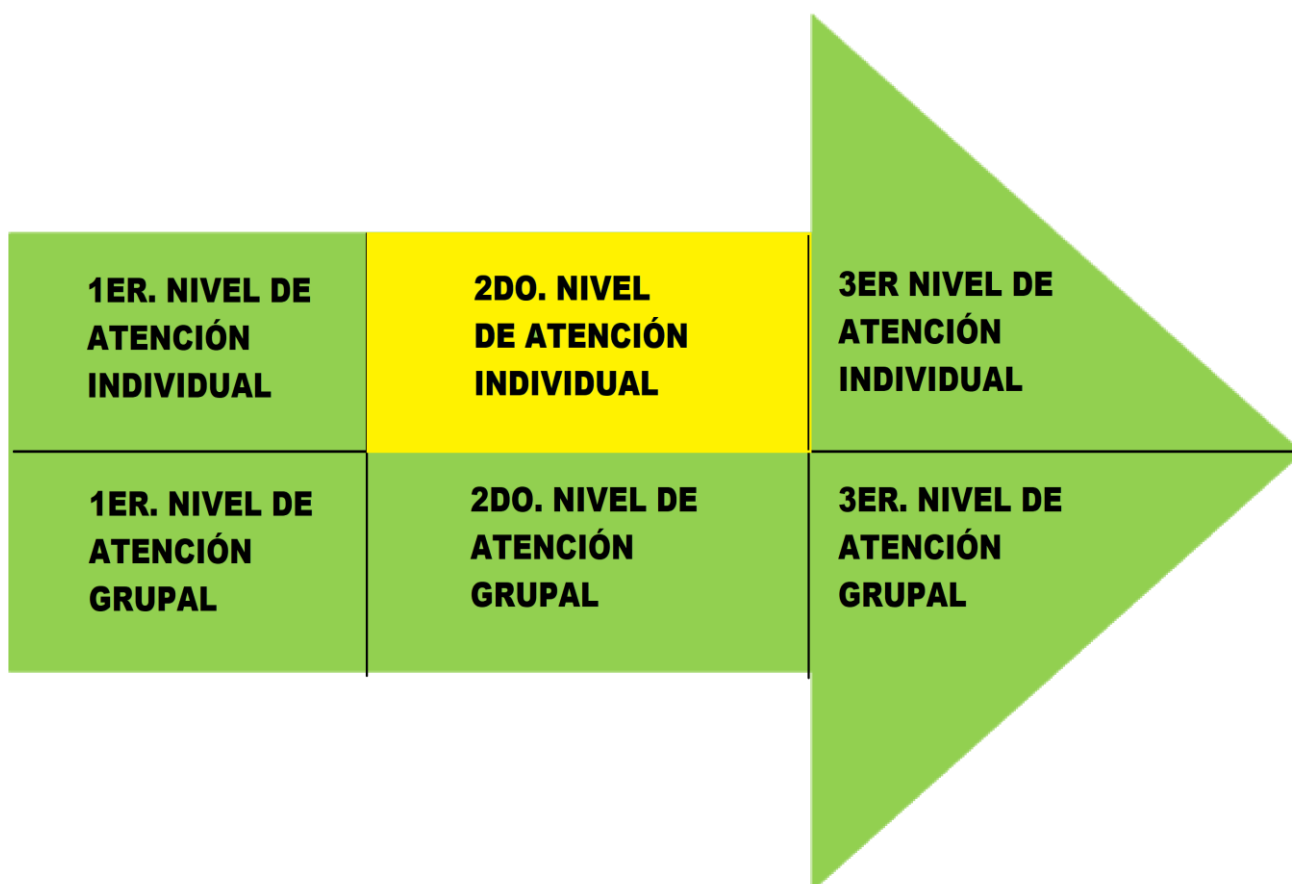 1ER. NIVEL DE
ATENCIÓN
INDIVIDUAL
2DO. NIVEL
DE ATENCIÓN
INDIVIDUAL
3ER NIVEL DE
ATENCIÓN
INDIVIDUAL
1ER. NIVEL DE
ATENCIÓN
GRUPAL
2DO. NIVEL DE
ATENCIÓN
GRUPAL
3ER. NIVEL DE
ATENCIÓN
GRUPAL